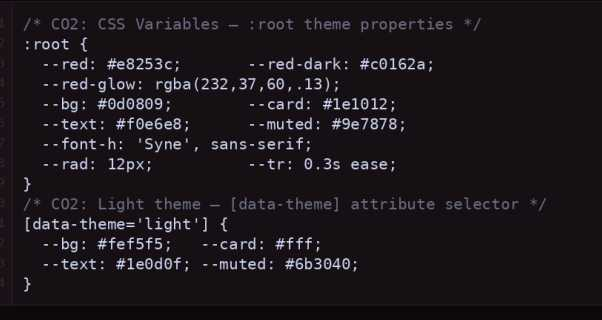 /* CO2: CSS Variables — :root theme properties */
:root {
--red: #e8253c; --red-dark: #c0162a;
--red-glow: rgba(232,37,60,.13);
--bg: #0d0809; --card: #1e1012;
--text: #f0e6e8; --muted: #9e7878;
--font-h: 'Syne', sans-serif;
--rad: 12px; --tr: 0.3s ease;
}
/* CO2: Light theme — [data-theme] attribute selector */
[data-theme='light'] {
--bg: #fef5f5; --card: #fff;
--text: #1e0d0f; --muted: #6b3040;
}